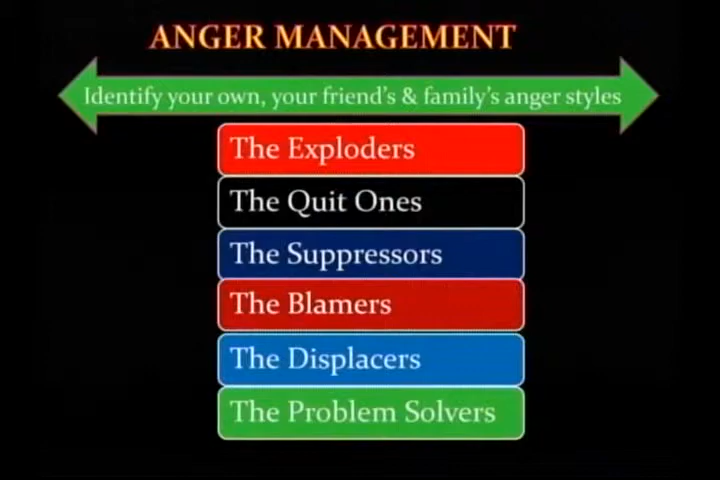 ANGER MANAGEMENT
Identify your own, your friend's & family's anger styles
The Exploders
The Quit Ones
The Suppressors
The Blamers
The Displacers
The Problem Solvers